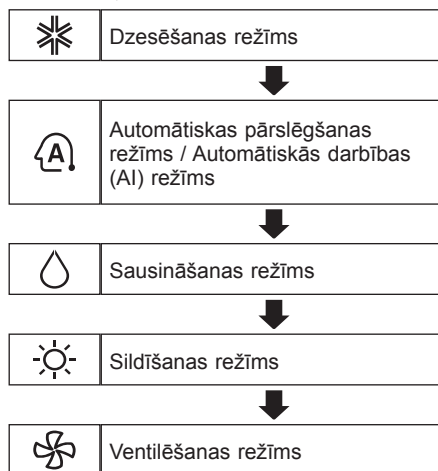 Dzesēšanas režīms
A
Automātiskas pārslēgšanas
režīms / Automātiskās darbības
(AI) režīms
Sausināšanas režīms
Sildīšanas režīms
Ventilēšanas režīms